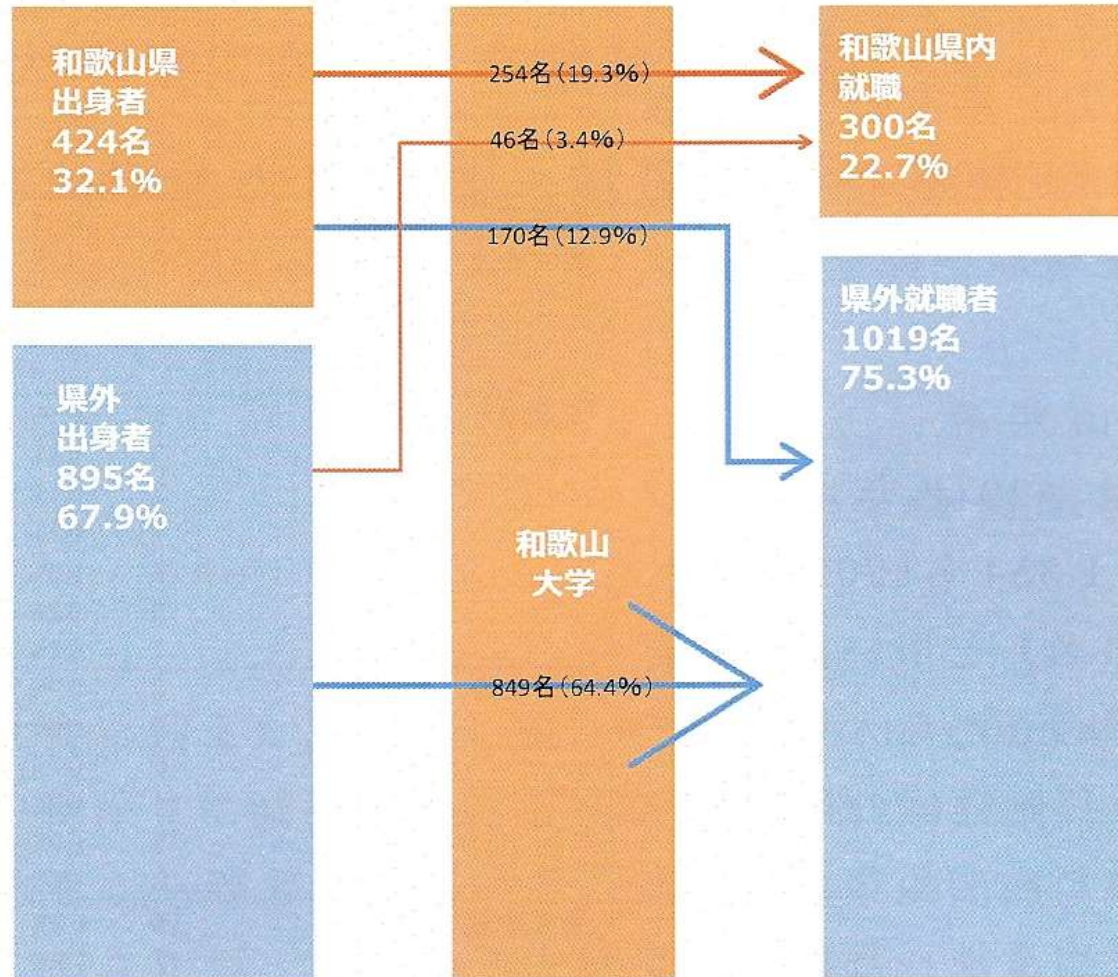 和歌山県
出身者
424名
32.1%
県外
出身者
895名
67.9%
254名(19.3%)
46名(3.4%)
170名(12.9%)
和歌山
大学
849名(64.4%)
和歌山県内
就職
300名
22.7%
県外就職者
1019名
75.3%